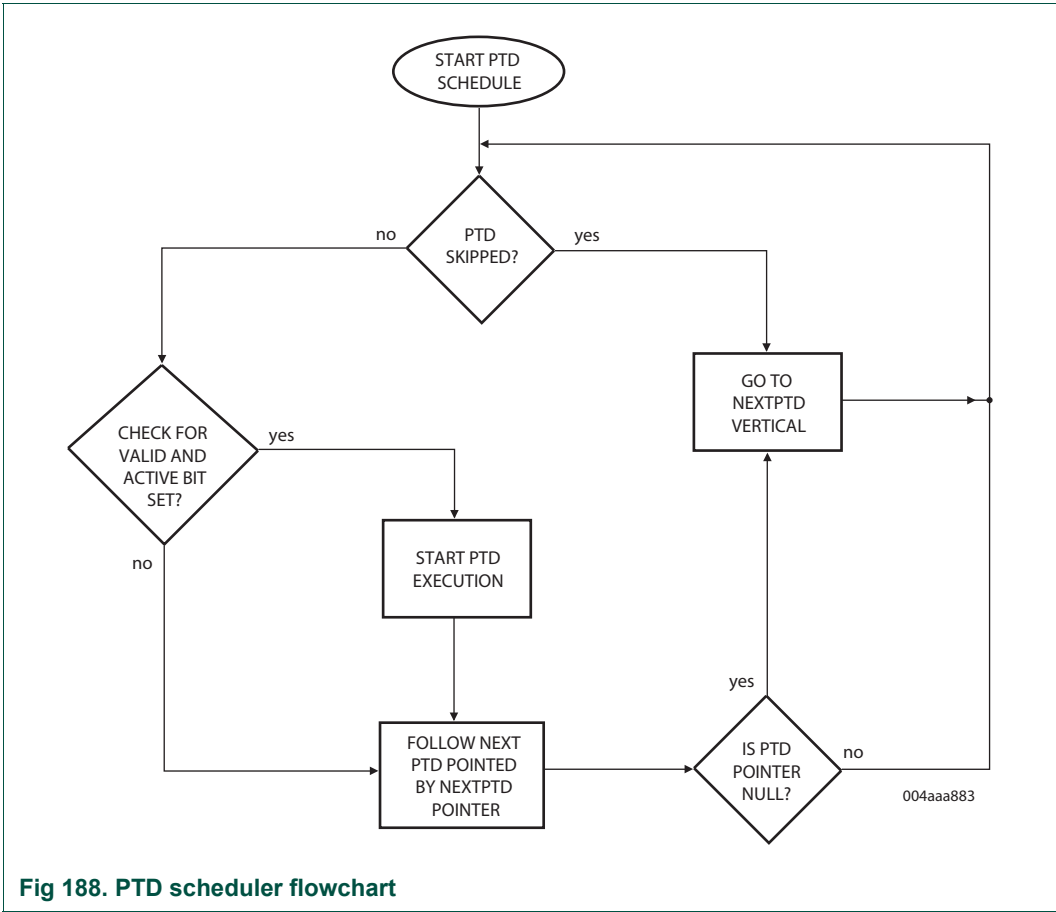 START PTD
SCHEDULE
no
PTD
SKIPPED?
yes
GO TO
NEXTPTD
VERTICAL
CHECK FOR
VALID AND
ACTIVE BIT
SET?
yes
no
START PTD
EXECUTION
yes
FOLLOW NEXT
PTD POINTED
BY NEXTPTD
POINTER
IS PTD
POINTER
NULL?
no
004aaa883
Fig 188. PTD scheduler flowchart